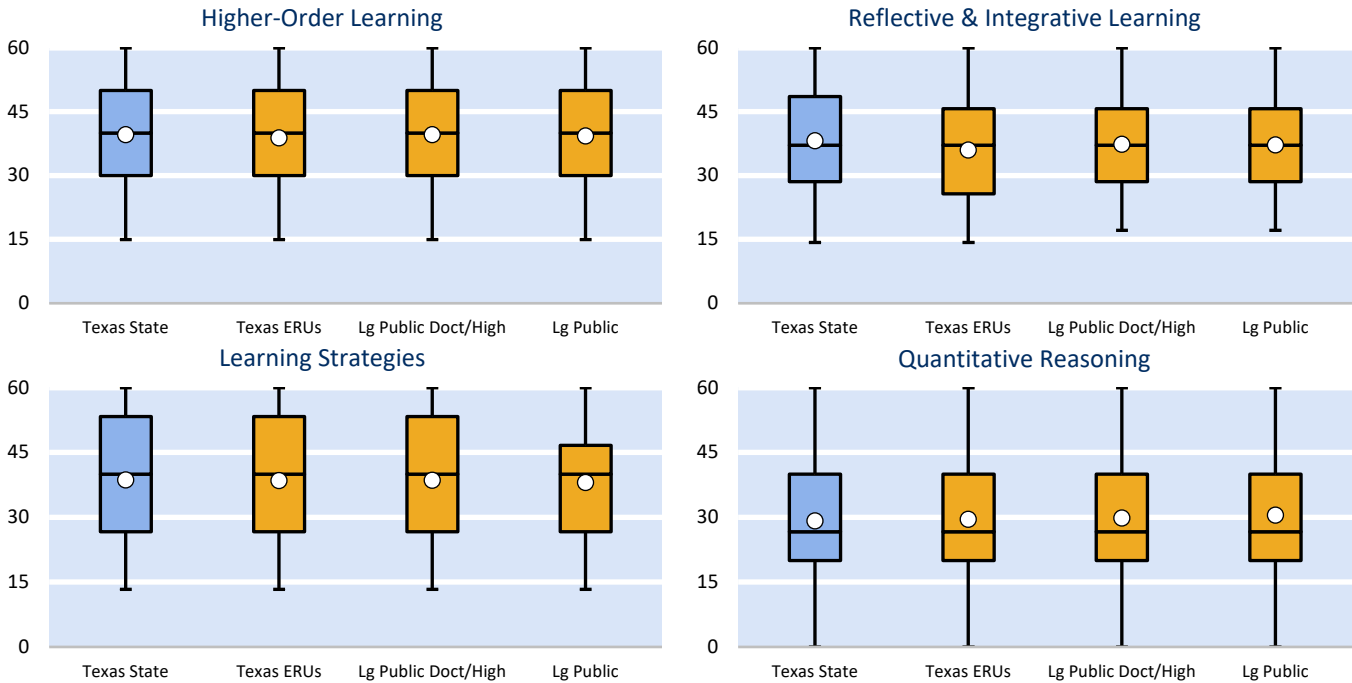 Higher-Order Learning
60
45
30
15
0
Texas State Texas ERUs Lg Public Doct/High Lg Public
Reflective & Integrative Learning
60
45
30
15
0
Texas State Texas ERUs Lg Public Doct/High Lg Public
Learning Strategies
60
45
30
15
0
Texas State Texas ERUs Lg Public Doct/High Lg Public
Quantitative Reasoning
60
45
30
15
0
Texas State Texas ERUs Lg Public Doct/High Lg Public